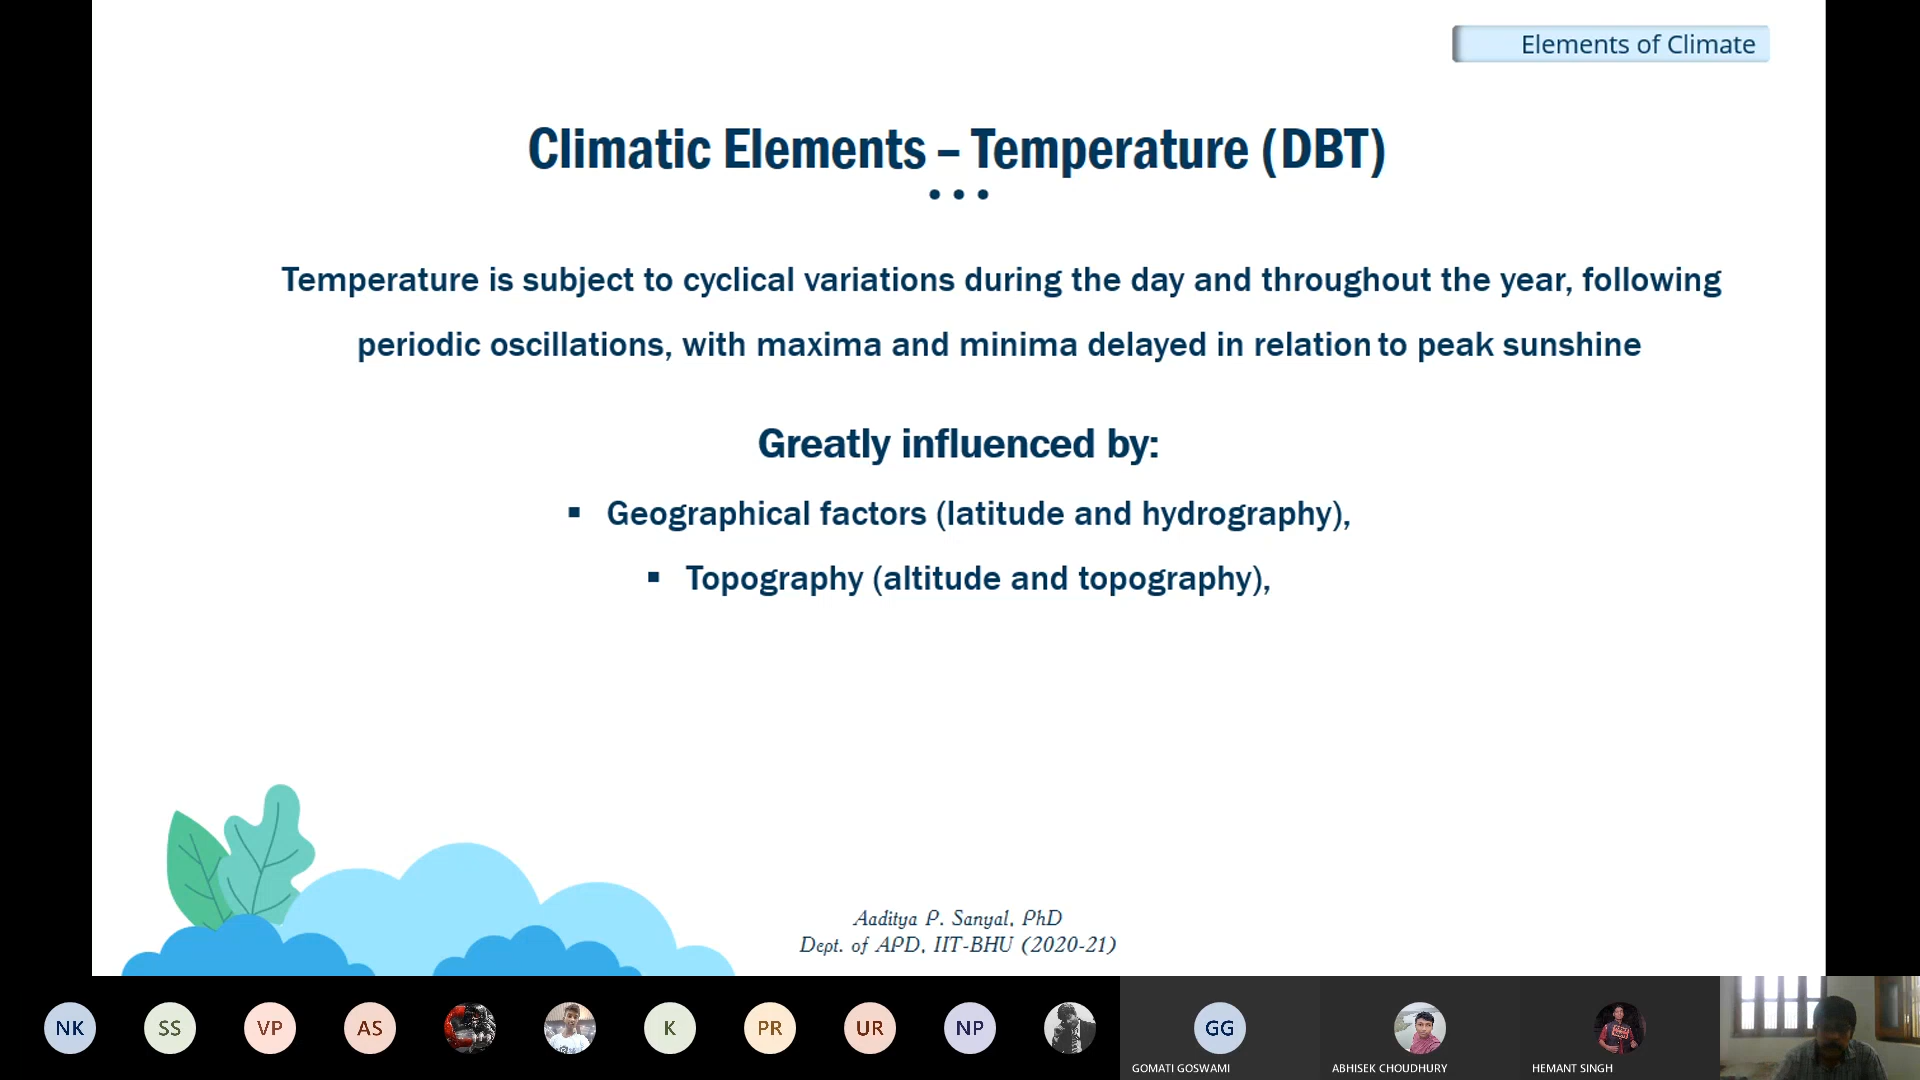 Elements of Climate
Climatic Elements – Temperature (DBT)
Temperature is subject to cyclical variations during the day and throughout the year, following
periodic oscillations, with maxima and minima delayed in relation to peak sunshine
Greatly influenced by:
▪ Geographical factors (latitude and hydrography),
▪ Topography (altitude and topography),
Aaditya P. Sanyal, PhD
Dept. of APD, IIT-BHU (2020-21)
NK SS VP AS K PR UR NP GG
GOMATI GOSWAMI ABHISEK CHOUDHURY HEMANT SINGH